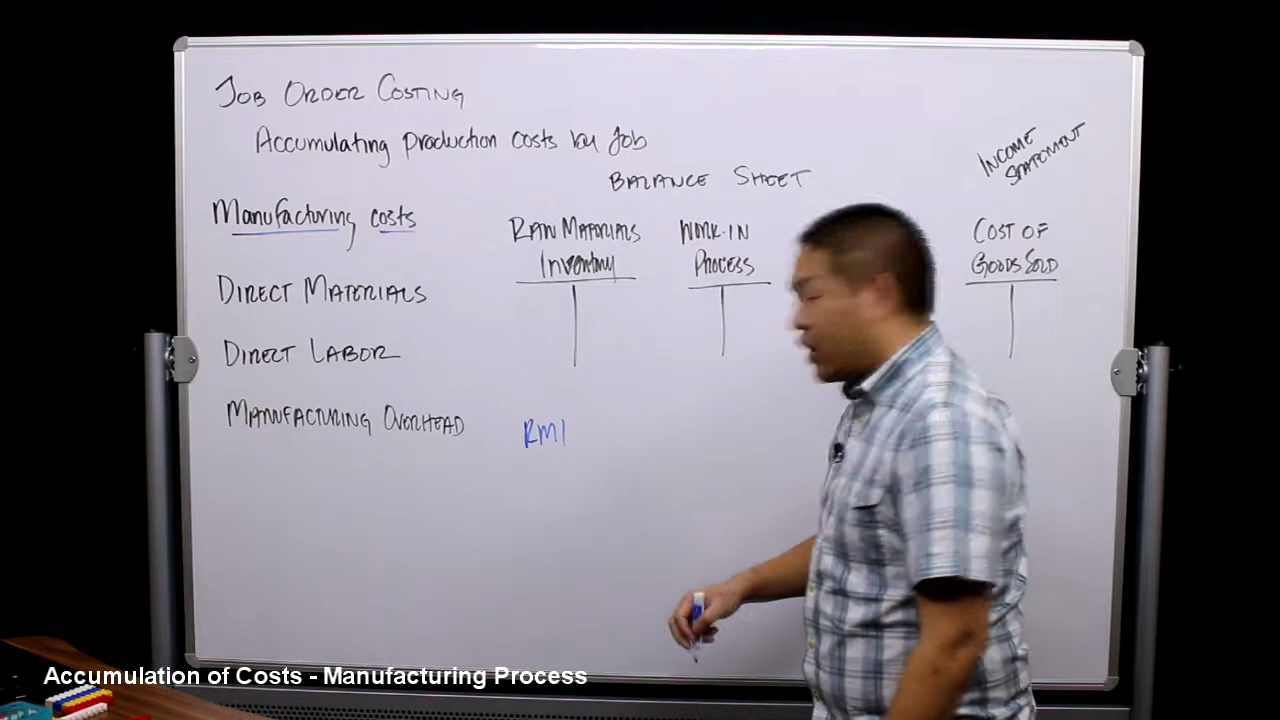 JOB ORDER COSTING
Accumulating production costs by Job
BALANCE SHEET
INCOME
STATEMENT
Manufacturing costs
RAW MATERIALS
Inventory
WORK-IN
PROCESS
COST OF
GOODS SOLD
DIRECT MATERIALS
DIRECT LABOR
MANUFACTURING OVERHEAD
RMI
Accumulation of Costs - Manufacturing Process